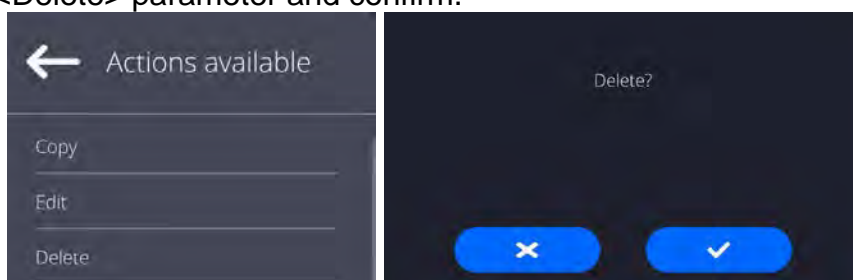 <Delete> parameter and confirm.
Actions available
Copy
Edit
Delete
Delete?